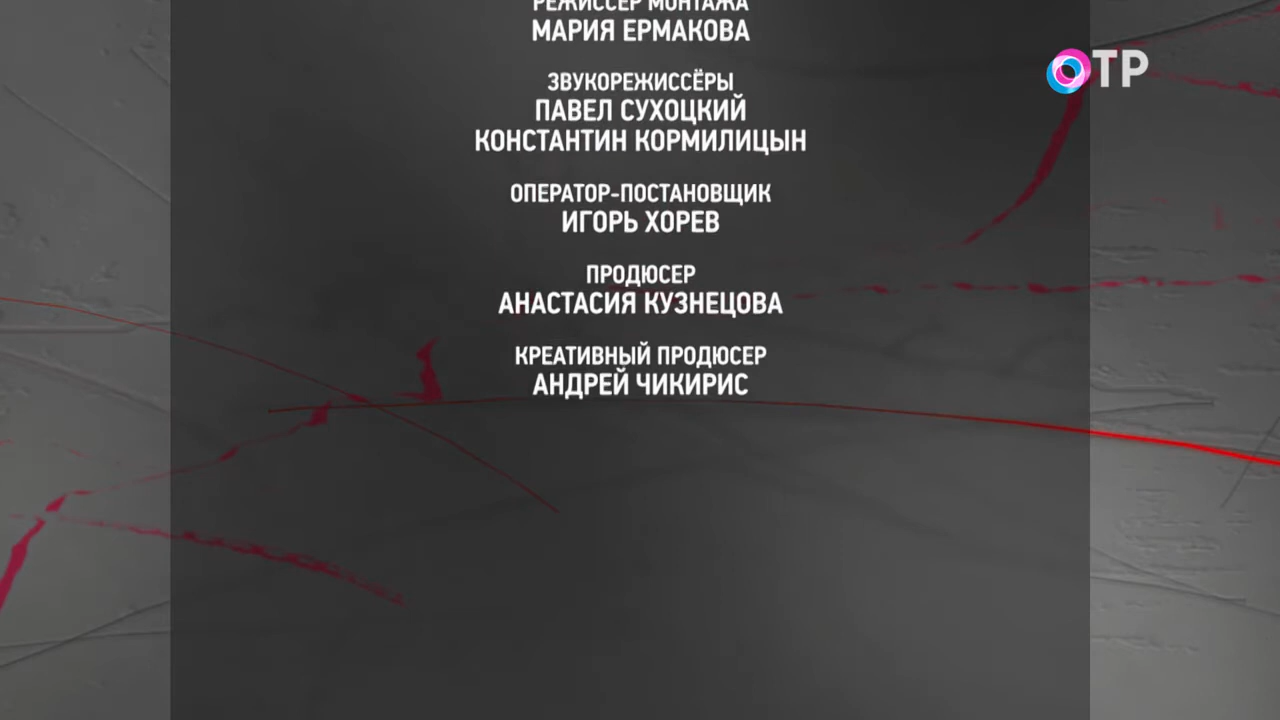 РЕЖИССЁР МОНТАЖА
МАРИЯ ЕРМАКОВА
ЗВУКОРЕЖИССЁРЫ
ПАВЕЛ СУХОЦКИЙ
КОНСТАНТИН КОРМИЛИЦЫН
ОПЕРАТОР-ПОСТАНОВЩИК
ИГОРЬ ХОРЕВ
ПРОДЮСЕР
АНАСТАСИЯ КУЗНЕЦОВА
КРЕАТИВНЫЙ ПРОДЮСЕР
АНДРЕЙ ЧИКИРИС
ОТР